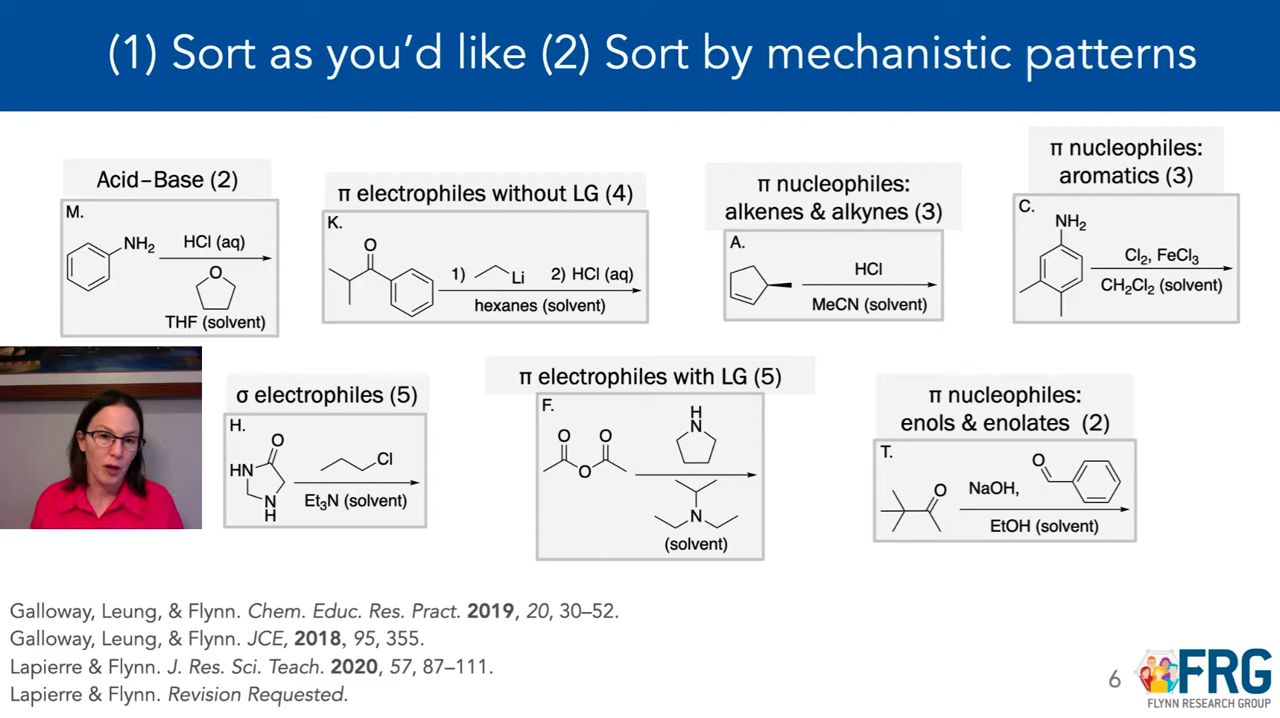 (1) Sort as you’d like (2) Sort by mechanistic patterns
Acid–Base (2)
M.
NH2
HCl (aq)
O
THF (solvent)
π electrophiles without LG (4)
K.
O
1)
Li
2) HCl (aq)
hexanes (solvent)
π nucleophiles:
alkenes & alkynes (3)
A.
HCl
MeCN (solvent)
π nucleophiles:
aromatics (3)
C.
NH2
Cl2, FeCl3
CH2Cl2 (solvent)
σ electrophiles (5)
H.
O
HN
N
H
Cl
Et3N (solvent)
π electrophiles with LG (5)
F.
O
O
O
H
N
N
(solvent)
π nucleophiles:
enols & enolates (2)
T.
O
NaOH,
O
EtOH (solvent)
Galloway, Leung, & Flynn. Chem. Educ. Res. Pract. 2019, 20, 30–52.
Galloway, Leung, & Flynn. JCE, 2018, 95, 355.
Lapierre & Flynn. J. Res. Sci. Teach. 2020, 57, 87–111.
Lapierre & Flynn. Revision Requested.
6
FRG
FLYNN RESEARCH GROUP